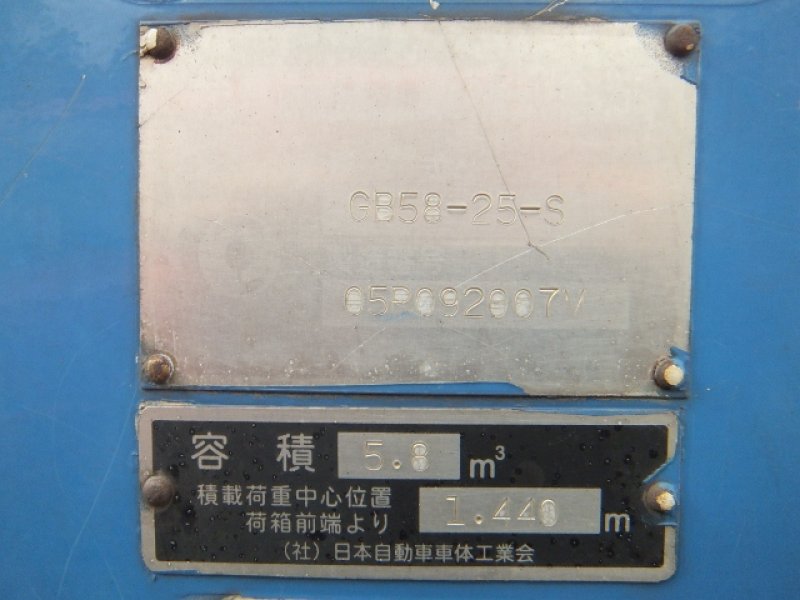 GB58-25-S
05P092907V
容積 5.8 m³
積載荷重中心位置
荷箱前端より 1.440 m
(社)日本自動車車体工業会